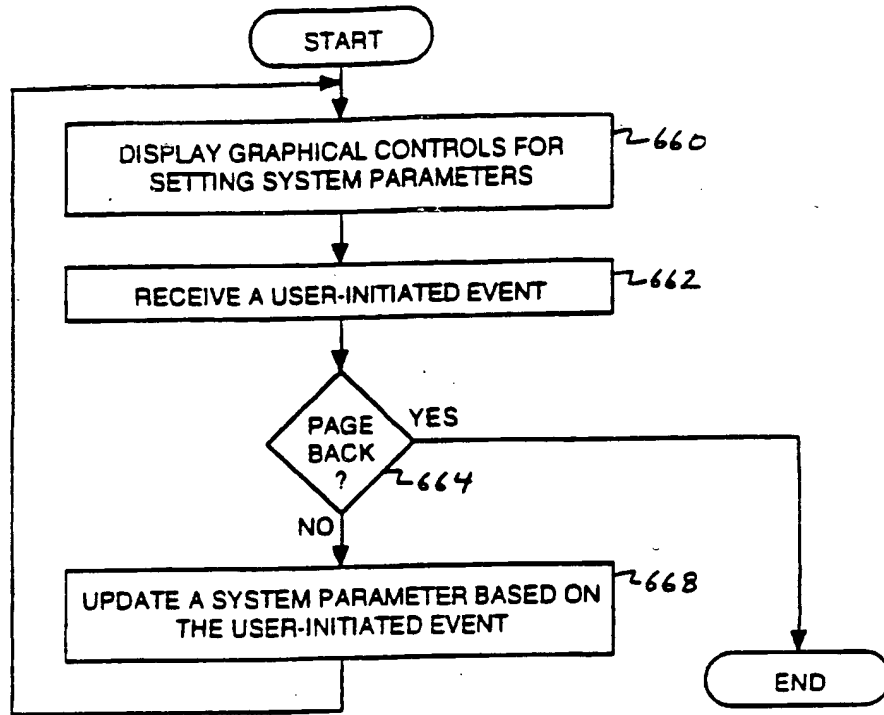 START
DISPLAY GRAPHICAL CONTROLS FOR
SETTING SYSTEM PARAMETERS
660
RECEIVE A USER-INITIATED EVENT
662
PAGE
BACK
?
YES
664
NO
UPDATE A SYSTEM PARAMETER BASED ON
THE USER-INITIATED EVENT
668
END